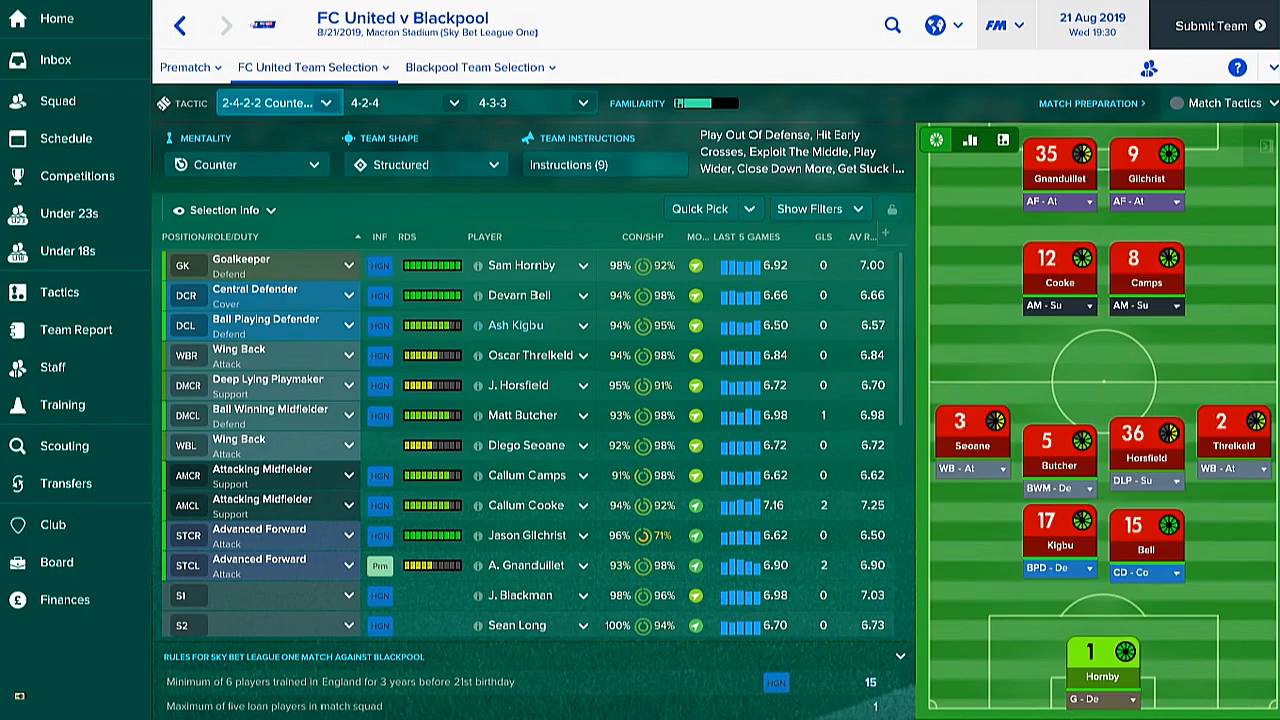 Home
Inbox
Squad
Schedule
Competitions
Under 23s
Under 18s
Tactics
Team Report
Staff
Training
Scouting
Transfers
Club
Board
Finances
FC United v Blackpool
8/21/2019, Macron Stadium (Sky Bet League One)
FM
21 Aug 2019
Wed 19:30
Submit Team
Prematch
FC United Team Selection
Blackpool Team Selection
?
TACTIC
2-4-2-2 Counte...
4-2-4
4-3-3
FAMILIARITY
MATCH PREPARATION >
Match Tactics
MENTALITY
Counter
TEAM SHAPE
Structured
TEAM INSTRUCTIONS
Instructions (9)
Play Out Of Defense, Hit Early
Crosses, Exploit The Middle, Play
Wider, Close Down More, Get Stuck I...
Selection Info
Quick Pick
Show Filters
POSITION/ROLE/DUTY INF RDS PLAYER CON/SHP MO... LAST 5 GAMES GLS AV R...
GK Goalkeeper Defend HGN Sam Hornby 98% 92% 6.92 0 7.00
DCR Central Defender Cover HGN Devarn Bell 94% 98% 6.66 0 6.66
DCL Ball Playing Defender Defend HGN Ash Kigbu 94% 95% 6.50 0 6.57
WBR Wing Back Attack HGN Oscar Threlkeld 94% 98% 6.84 0 6.84
DMCR Deep Lying Playmaker Support HGN J. Horsfield 95% 91% 6.72 0 6.70
DMCL Ball Winning Midfielder Defend HGN Matt Butcher 93% 98% 6.98 1 6.98
WBL Wing Back Attack Diego Seoane 92% 98% 6.72 0 6.72
AMCR Attacking Midfielder Support HGN Callum Camps 91% 98% 6.62 0 6.62
AMCL Attacking Midfielder Support HGN Callum Cooke 94% 92% 7.16 2 7.25
STCR Advanced Forward Attack HGN Jason Gilchrist 96% 71% 6.62 0 6.50
STCL Advanced Forward Attack Prm A. Gnanduillet 93% 98% 6.90 2 6.90
S1 HGN J. Blackman 98% 96% 6.98 0 7.03
S2 HGN Sean Long 100% 94% 6.70 0 6.73
RULES FOR SKY BET LEAGUE ONE MATCH AGAINST BLACKPOOL
Minimum of 6 players trained in England for 3 years before 21st birthday HGN 15
Maximum of five loan players in match squad 1
35
Gnanduillet
AF - At
9
Gilchrist
AF - At
12
Cooke
AM - Su
8
Camps
AM - Su
3
Seoane
WB - At
5
Butcher
BWM - De
36
Horsfield
DLP - Su
2
Threlkeld
WB - At
17
Kigbu
BPD - De
15
Bell
CD - Co
1
Hornby
G - De